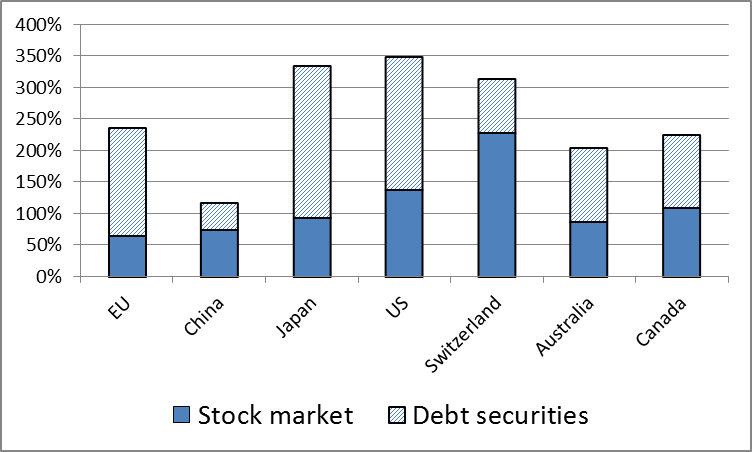 400%
350%
300%
250%
200%
150%
100%
50%
0%
EU
China
Japan
US
Switzerland
Australia
Canada
Stock market
Debt securities